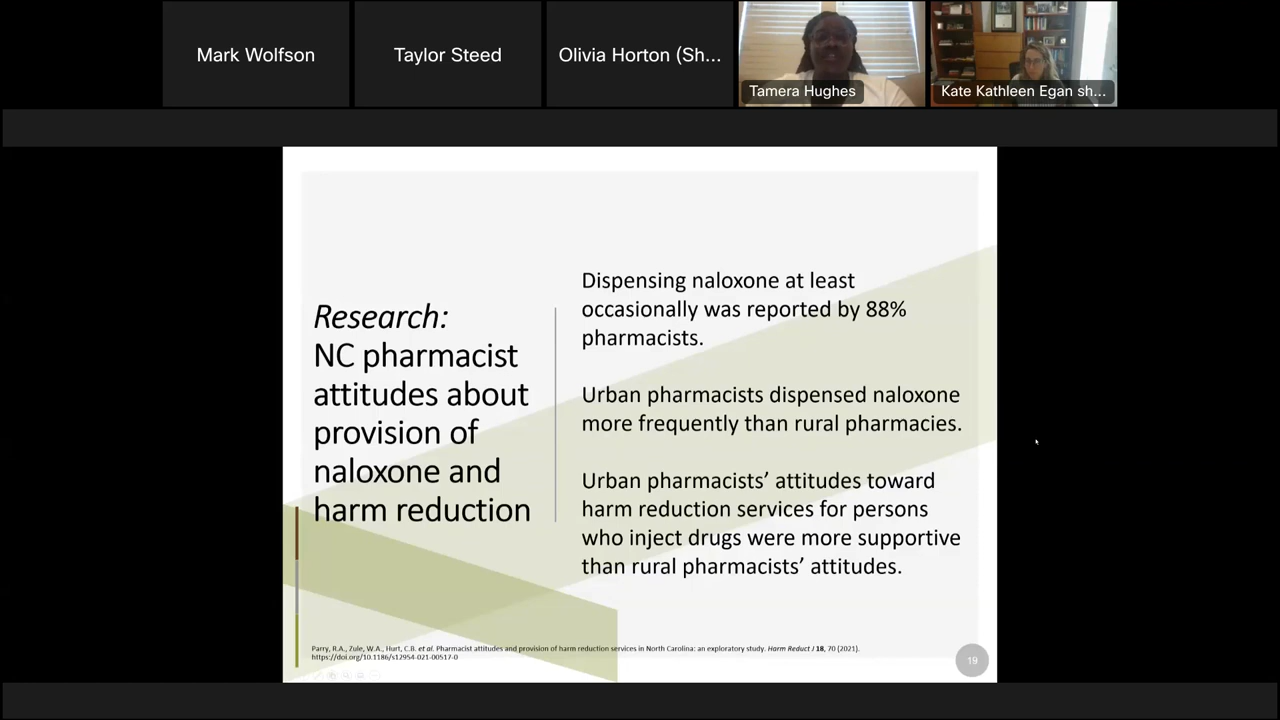 Mark Wolfson
Taylor Steed
Olivia Horton (Sh...
Tamera Hughes
Kate Kathleen Egan sh...
Research:
NC pharmacist
attitudes about
provision of
naloxone and
harm reduction
Dispensing naloxone at least
occasionally was reported by 88%
pharmacists.
Urban pharmacists dispensed naloxone
more frequently than rural pharmacies.
Urban pharmacists’ attitudes toward
harm reduction services for persons
who inject drugs were more supportive
than rural pharmacists’ attitudes.
Parry, R.A., Zule, W.A., Hurt, C.B. et al. Pharmacist attitudes and provision of harm reduction services in North Carolina: an exploratory study. Harm Reduct J 18, 70 (2021).
https://doi.org/10.1186/s12954-021-00517-0
19